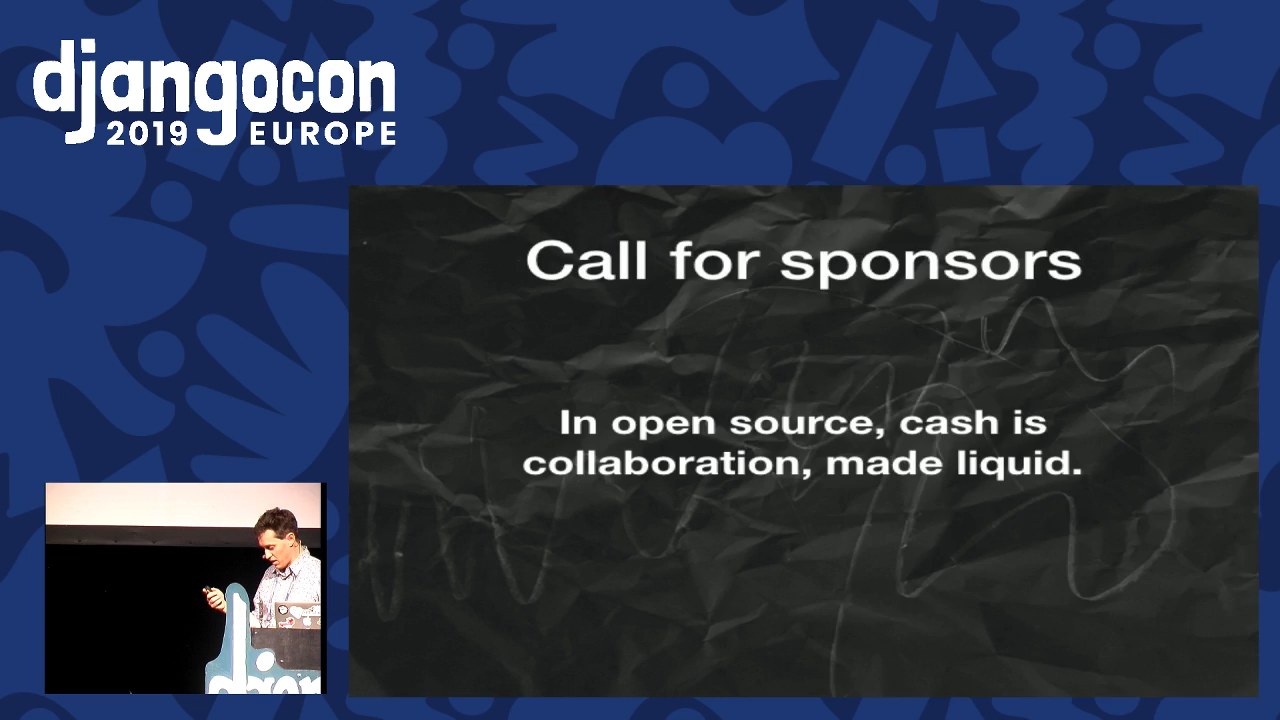 djangocon
2019 EUROPE
Call for sponsors
In open source, cash is
collaboration, made liquid.